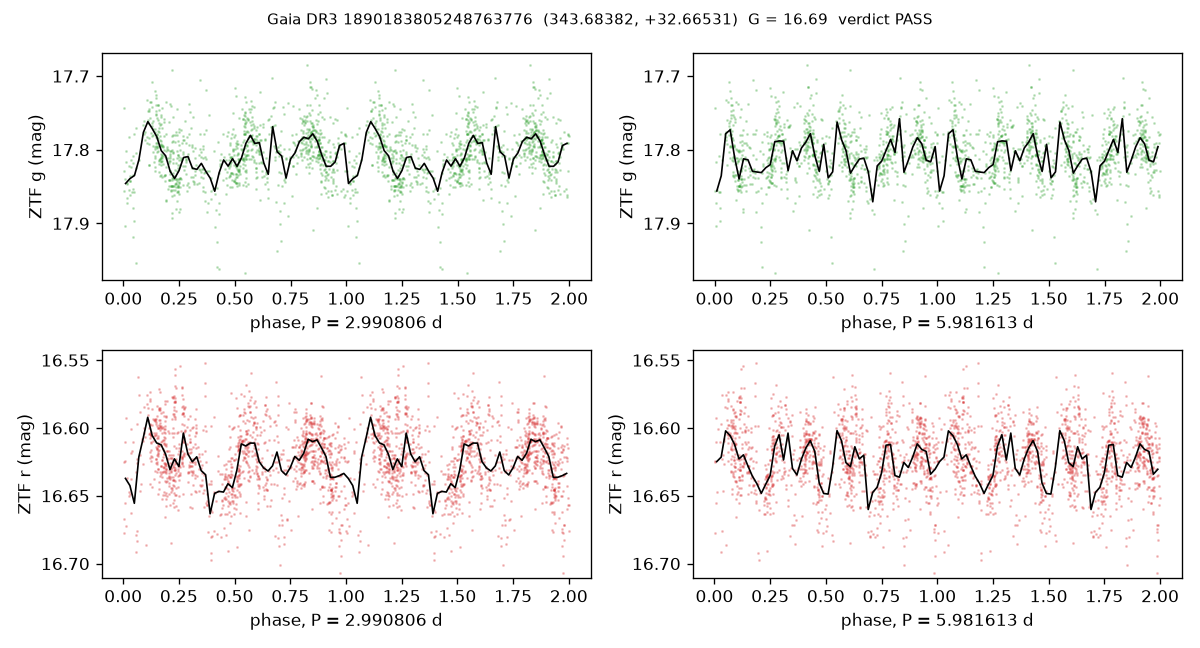 Gaia DR3 1890183805248763776 (343.68382, +32.66531) G = 16.69 verdict PASS
17.7
17.8
17.9
ZTF g (mag)
0.00 0.25 0.50 0.75 1.00 1.25 1.50 1.75 2.00
phase, P = 2.990806 d
17.7
17.8
17.9
ZTF g (mag)
0.00 0.25 0.50 0.75 1.00 1.25 1.50 1.75 2.00
phase, P = 5.981613 d
16.55
16.60
16.65
16.70
ZTF r (mag)
0.00 0.25 0.50 0.75 1.00 1.25 1.50 1.75 2.00
phase, P = 2.990806 d
16.55
16.60
16.65
16.70
ZTF r (mag)
0.00 0.25 0.50 0.75 1.00 1.25 1.50 1.75 2.00
phase, P = 5.981613 d